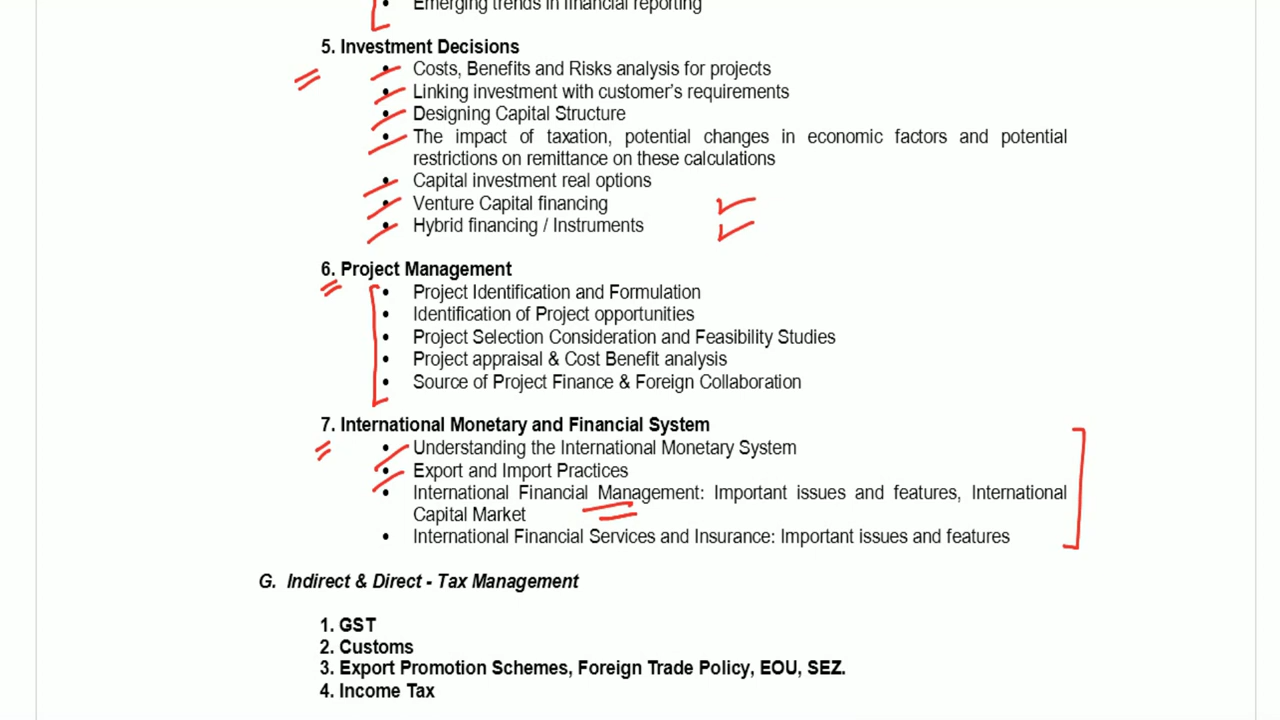 • Emerging trends in financial reporting
5. Investment Decisions
• Costs, Benefits and Risks analysis for projects
• Linking investment with customer's requirements
• Designing Capital Structure
• The impact of taxation, potential changes in economic factors and potential
restrictions on remittance on these calculations
• Capital investment real options
• Venture Capital financing
• Hybrid financing / Instruments
6. Project Management
• Project Identification and Formulation
• Identification of Project opportunities
• Project Selection Consideration and Feasibility Studies
• Project appraisal & Cost Benefit analysis
• Source of Project Finance & Foreign Collaboration
7. International Monetary and Financial System
• Understanding the International Monetary System
• Export and Import Practices
• International Financial Management: Important issues and features, International
Capital Market
• International Financial Services and Insurance: Important issues and features
G. Indirect & Direct - Tax Management
1. GST
2. Customs
3. Export Promotion Schemes, Foreign Trade Policy, EOU, SEZ.
4. Income Tax